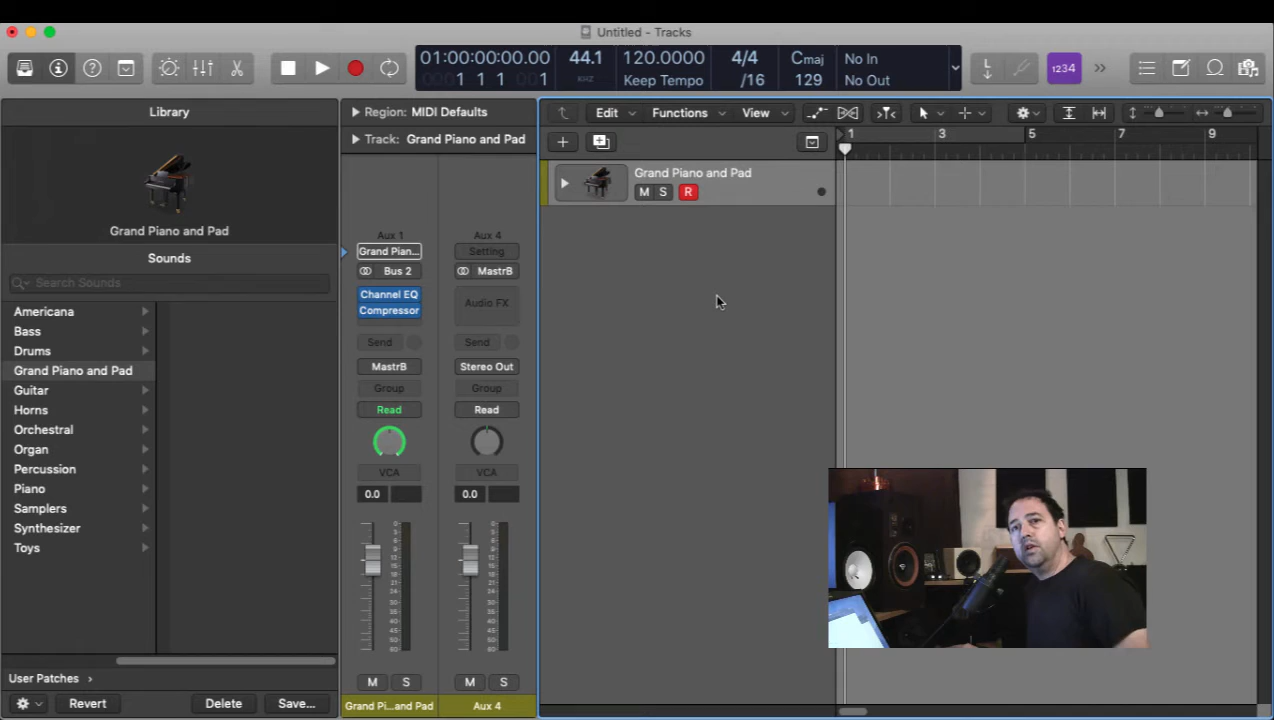 Untitled - Tracks
01:00:00:00.00
001 1 1 001
44.1
KHZ
120.0000
Keep Tempo
4/4
/16
Cmaj
129
No In
No Out
1234
Library
Grand Piano and Pad
Sounds
Search Sounds
Americana
Bass
Drums
Grand Piano and Pad
Guitar
Horns
Orchestral
Organ
Percussion
Piano
Samplers
Synthesizer
Toys
User Patches
Revert
Delete
Save...
Region: MIDI Defaults
Track: Grand Piano and Pad
Aux 1
Grand Pian...
Bus 2
Channel EQ
Compressor
Send
MastrB
Group
Read
VCA
0.0
M S
Grand Pi...and Pad
Aux 4
Setting
MastrB
Audio FX
Send
Stereo Out
Group
Read
VCA
0.0
M S
Aux 4
Edit
Functions
View
1 3 5 7 9
Grand Piano and Pad
M S R